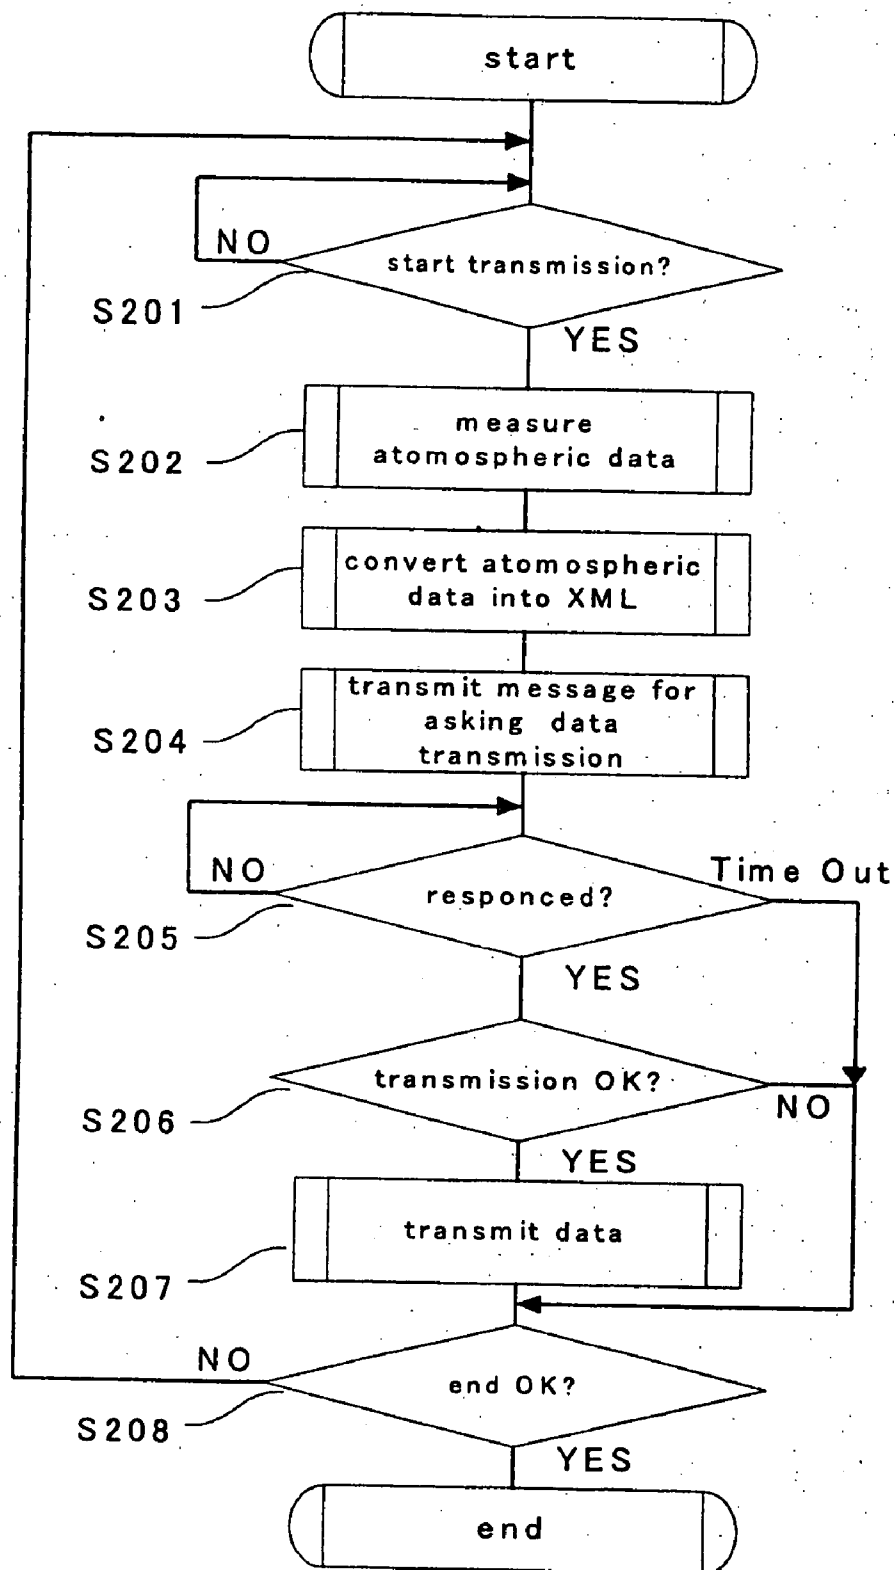 start
NO
start transmission?
S201
YES
measure
atomospheric data
S202
convert atomospheric
data into XML
S203
transmit message for
asking data
transmission
S204
NO
responced?
Time Out
S205
YES
transmission OK?
NO
S206
YES
transmit data
S207
NO
end OK?
S208
YES
end